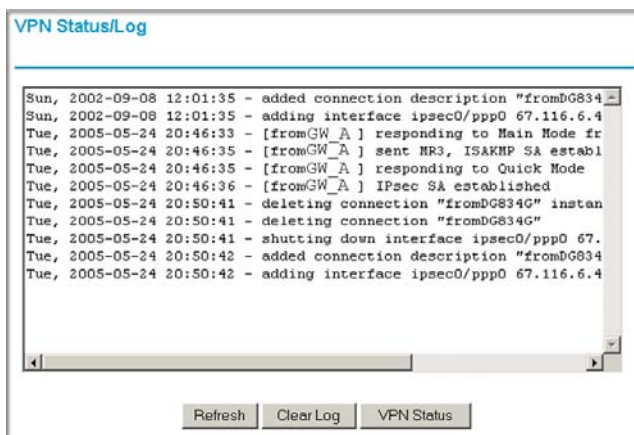 VPN Status/Log
Sun, 2002-09-08 12:01:35 - added connection description "fromDG834
Sun, 2002-09-08 12:01:35 - adding interface ipsec0/ppp0 67.116.6.4
Tue, 2005-05-24 20:46:33 - [fromGW_A ] responding to Main Mode fr
Tue, 2005-05-24 20:46:35 - [fromGW_A ] sent MR3, ISAKMP SA establ
Tue, 2005-05-24 20:46:35 - [fromGW_A ] responding to Quick Mode
Tue, 2005-05-24 20:46:36 - [fromGW_A ] IPsec SA established
Tue, 2005-05-24 20:50:41 - deleting connection "fromDG834G" instan
Tue, 2005-05-24 20:50:41 - deleting connection "fromDG834G"
Tue, 2005-05-24 20:50:41 - shutting down interface ipsec0/ppp0 67.
Tue, 2005-05-24 20:50:42 - added connection description "fromDG834
Tue, 2005-05-24 20:50:42 - adding interface ipsec0/ppp0 67.116.6.4
Refresh Clear Log VPN Status